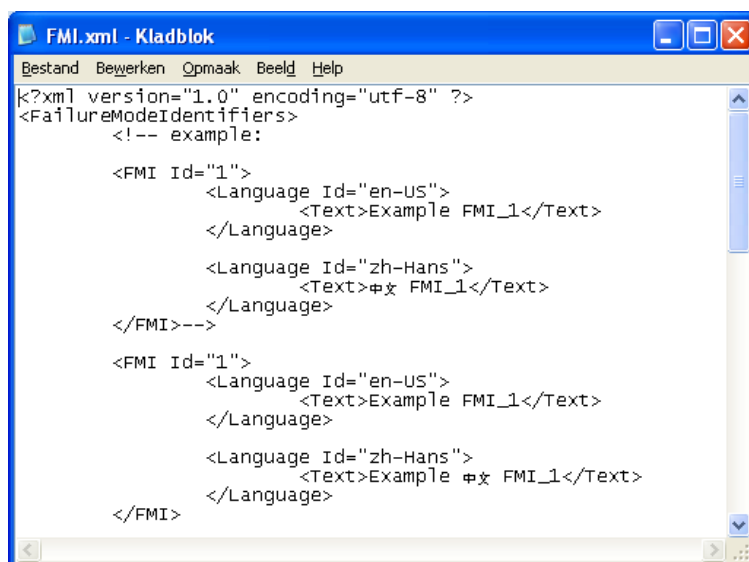 FMI.xml - Kladblok
Bestand Bewerken Opmaak Beeld Help
<?xml version="1.0" encoding="utf-8" ?>
<FailureModeIdentifiers>
<!-- example:
<FMI Id="1">
<Language Id="en-US">
<Text>Example FMI_1</Text>
</Language>
<Language Id="zh-Hans">
<Text>中文 FMI_1</Text>
</Language>
</FMI>-->
<FMI Id="1">
<Language Id="en-US">
<Text>Example FMI_1</Text>
</Language>
<Language Id="zh-Hans">
<Text>Example 中文 FMI_1</Text>
</Language>
</FMI>